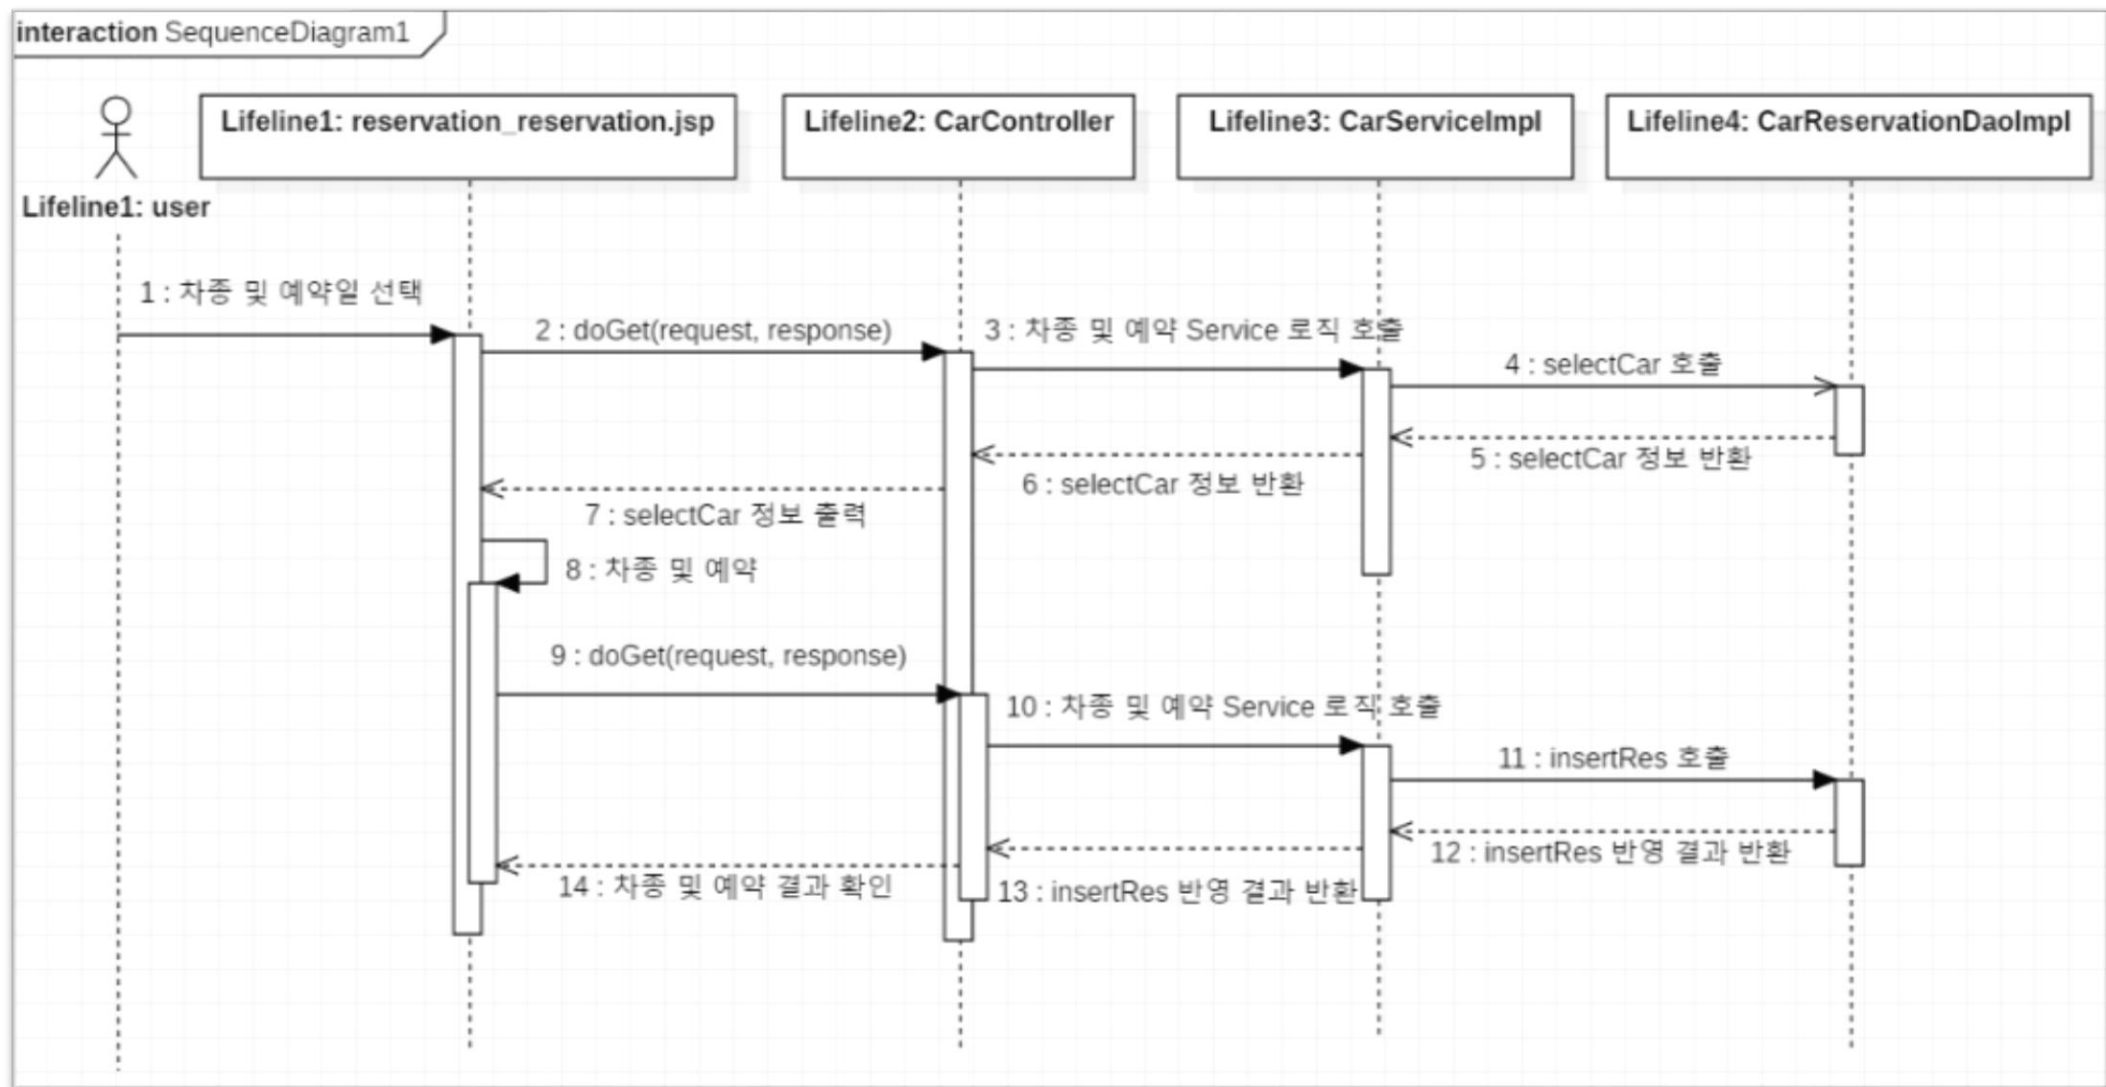 interaction SequenceDiagram1
Lifeline1: user
Lifeline1: reservation_reservation.jsp
Lifeline2: CarController
Lifeline3: CarServiceImpl
Lifeline4: CarReservationDaoImpl
1 : 차종 및 예약일 선택
2 : doGet(request, response)
3 : 차종 및 예약 Service 로직 호출
4 : selectCar 호출
5 : selectCar 정보 반환
6 : selectCar 정보 반환
7 : selectCar 정보 출력
8 : 차종 및 예약
9 : doGet(request, response)
10 : 차종 및 예약 Service 로직 호출
11 : insertRes 호출
12 : insertRes 반영 결과 반환
13 : insertRes 반영 결과 반환
14 : 차종 및 예약 결과 확인